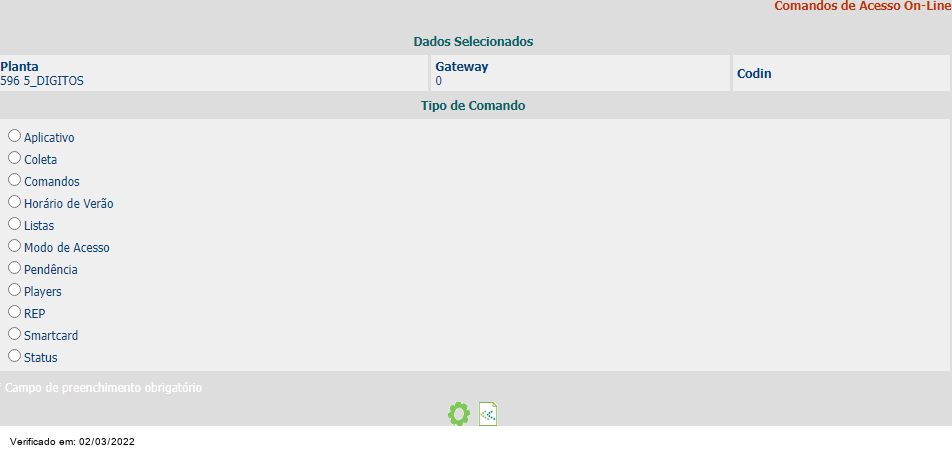 Comandos de Acesso On-Line
Dados Selecionados
Planta
596 5_DIGITOS
Gateway
0
Codin
Tipo de Comando
Aplicativo
Coleta
Comandos
Horário de Verão
Listas
Modo de Acesso
Pendência
Players
REP
Smartcard
Status
* Campo de preenchimento obrigatório
Verificado em: 02/03/2022